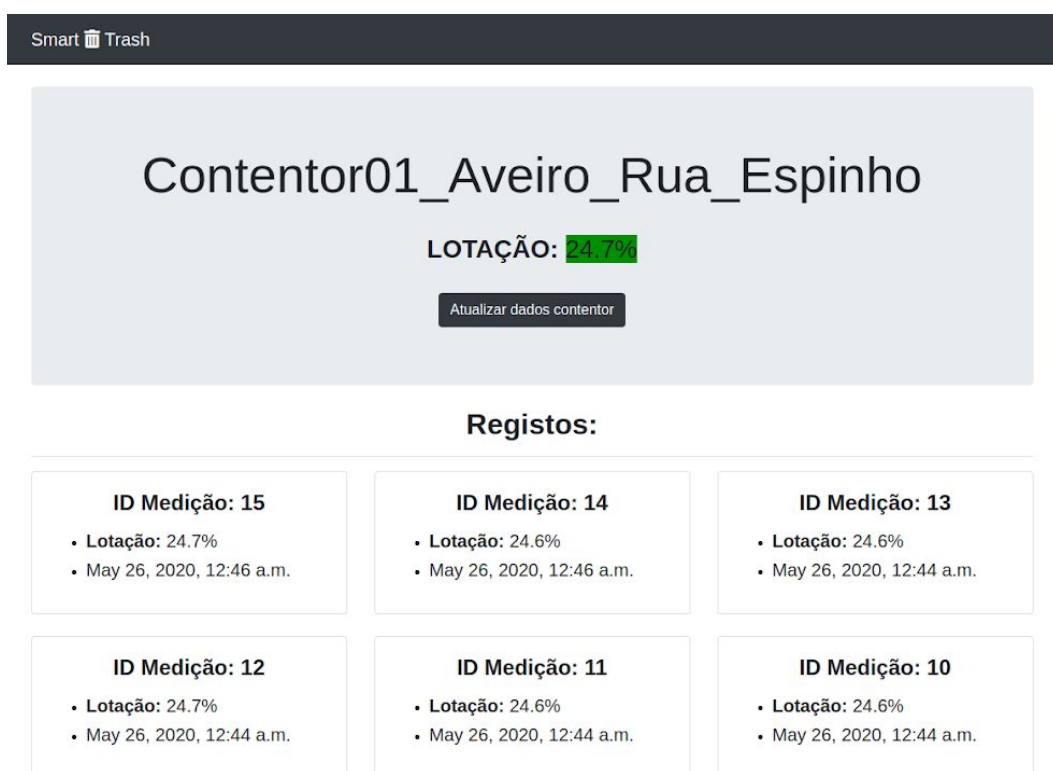 Smart Trash
Contentor01_Aveiro_Rua_Espinho
LOTAÇÃO: 24.7%
Atualizar dados contentor
Registos:
ID Medição: 15
• Lotação: 24.7%
• May 26, 2020, 12:46 a.m.
ID Medição: 14
• Lotação: 24.6%
• May 26, 2020, 12:46 a.m.
ID Medição: 13
• Lotação: 24.6%
• May 26, 2020, 12:44 a.m.
ID Medição: 12
• Lotação: 24.7%
• May 26, 2020, 12:44 a.m.
ID Medição: 11
• Lotação: 24.6%
• May 26, 2020, 12:44 a.m.
ID Medição: 10
• Lotação: 24.6%
• May 26, 2020, 12:44 a.m.